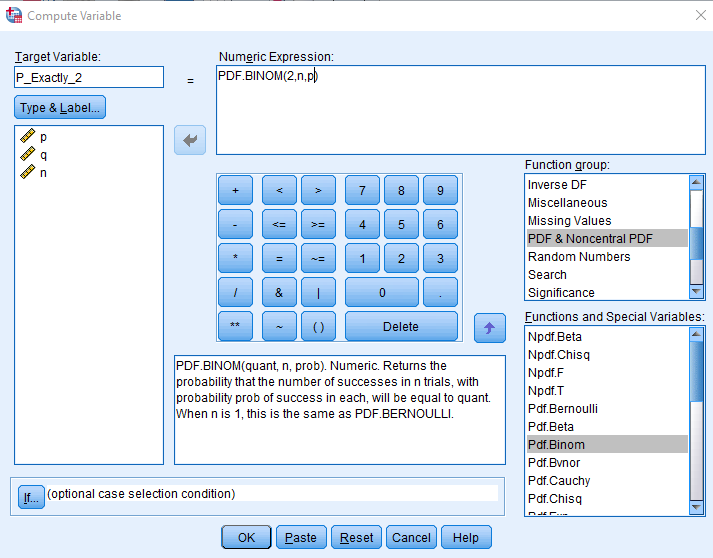 Compute Variable
Target Variable:
P_Exactly_2
=
Numeric Expression:
PDF.BINOM(2,n,p)
Type & Label...
p
q
n
+ < > 7 8 9
- <= >= 4 5 6
* = ~= 1 2 3
/ & | 0 .
** ~ ( ) Delete
Function group:
Inverse DF
Miscellaneous
Missing Values
PDF & Noncentral PDF
Random Numbers
Search
Significance
Functions and Special Variables:
Npdf.Beta
Npdf.Chisq
Npdf.F
Npdf.T
Pdf.Bernoulli
Pdf.Beta
Pdf.Binom
Pdf.Bvnor
Pdf.Cauchy
Pdf.Chisq
PDF.BINOM(quant, n, prob). Numeric. Returns the
probability that the number of successes in n trials, with
probability prob of success in each, will be equal to quant.
When n is 1, this is the same as PDF.BERNOULLI.
If... (optional case selection condition)
OK Paste Reset Cancel Help